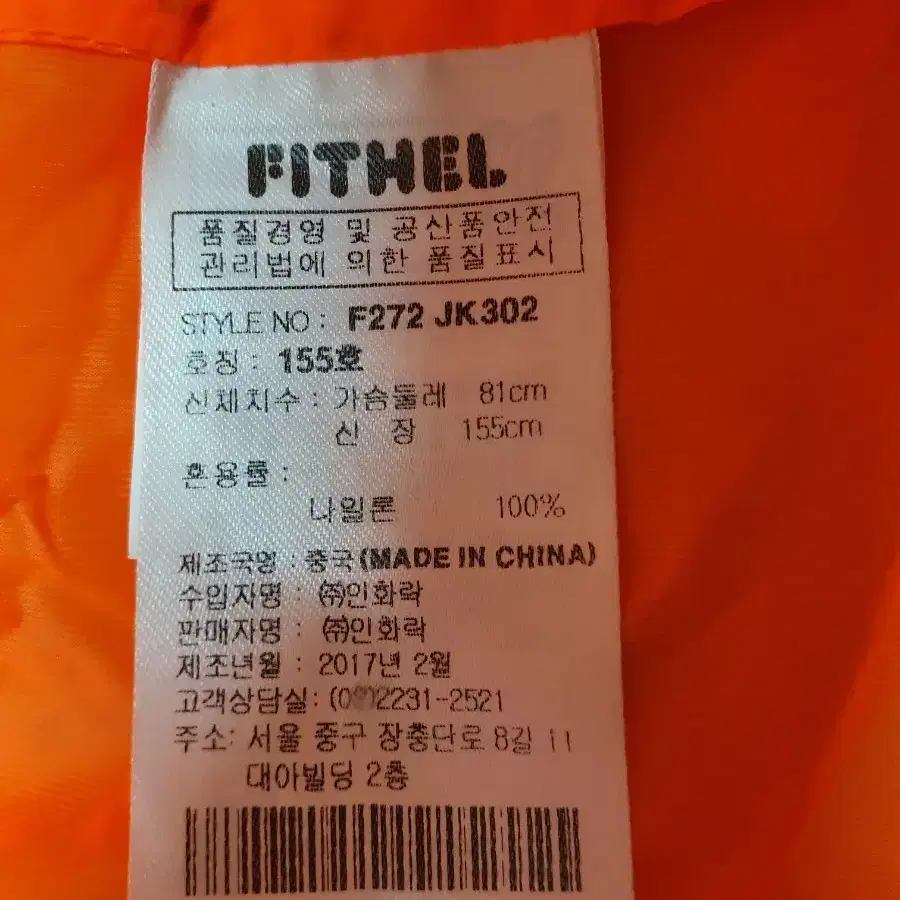 FITHEL
품질경영 및 공산품안전
관리법에 의한 품질표시
STYLE NO : F272 JK302
호칭 : 155호
신체치수 : 가슴둘레 81cm
신 장 155cm
혼용률 :
나일론 100%
제조국명 : 중국(MADE IN CHINA)
수입자명 : ㈜인화락
판매자명 : ㈜인화락
제조년월 : 2017년 2월
고객상담실: (02)2231-2521
주소: 서울 중구 장충단로 8길 11
대아빌딩 2층